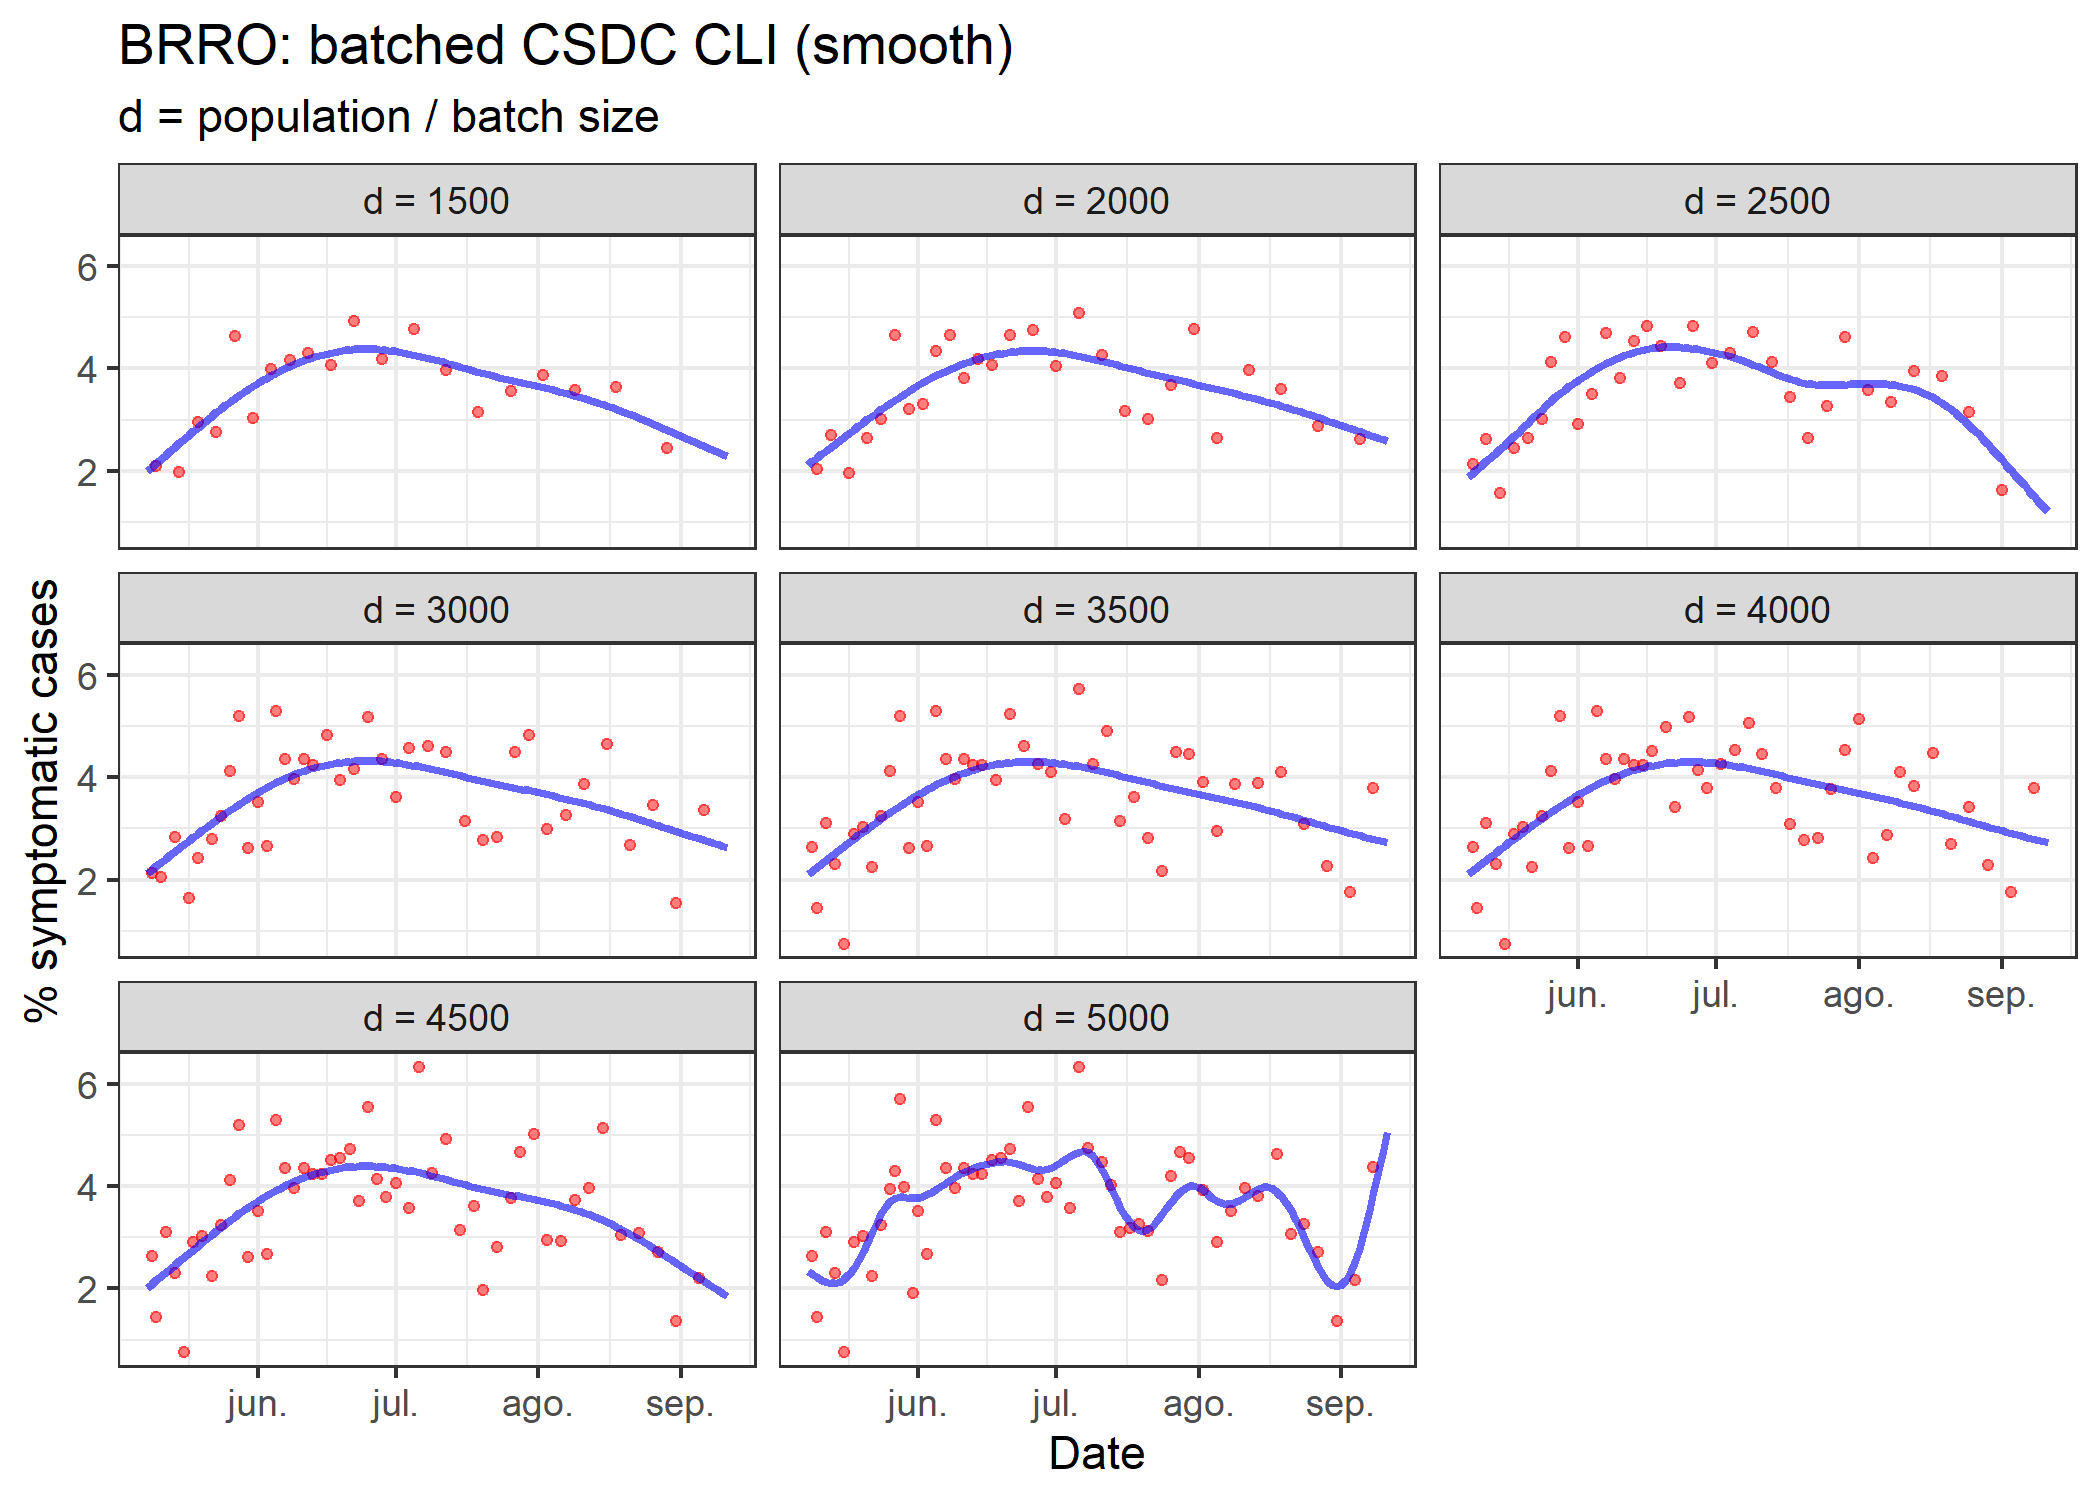 BRRO: batched CSDC CLI (smooth)
d = population / batch size
d = 1500
d = 2000
d = 2500
6
4
2
d = 3000
d = 3500
d = 4000
6
4
2
jun.
jul.
ago.
sep.
d = 4500
d = 5000
6
4
2
jun.
jul.
ago.
sep.
jun.
jul.
ago.
sep.
% symptomatic cases
Date